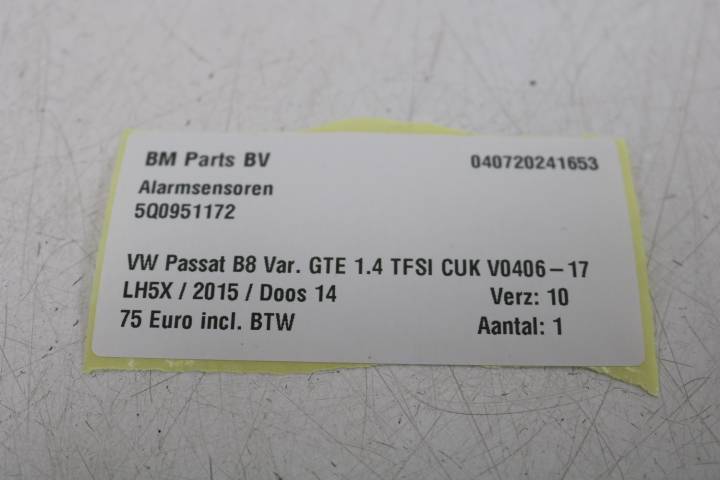 BM Parts BV 040720241653
Alarmsensoren
5Q0951172
VW Passat B8 Var. GTE 1.4 TFSI CUK V0406-17
LH5X / 2015 / Doos 14 Verz: 10
75 Euro incl. BTW Aantal: 1